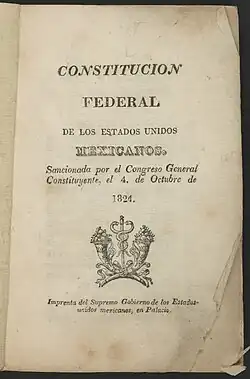 CONSTITUCION
FEDERAL
DE LOS ESTADOS UNIDOS
MEXICANOS.
Sancionada por el Congreso General
Constituyente, el 4. de Octubre de
1824.
Imprenta del Supremo Gobierno de los Estados-
unidos mexicanos, en Palacio.